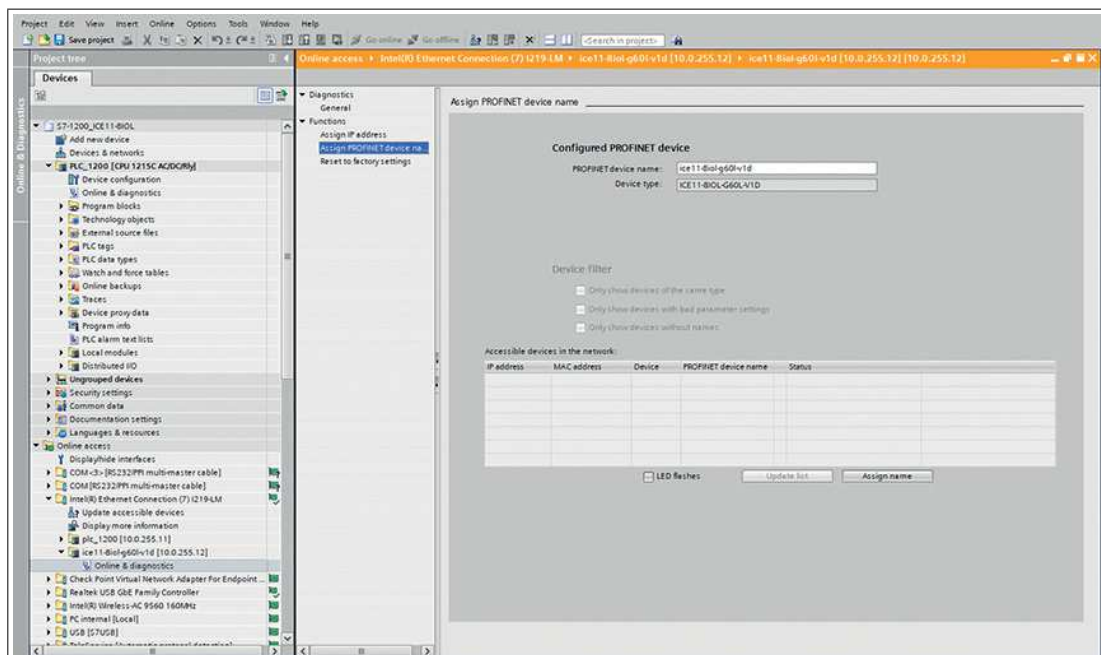 Project Edit View Insert Online Options Tools Window Help
Save project Go online Go offline <Search in project>
Project tree
Online access Intel(R) Ethernet Connection (7) I219-LM ice11-8iol-g60l-v1d [10.0.255.12] ice11-8iol-g60l-v1d [10.0.255.12] [10.0.255.12]
Devices
Online & Diagnostics
S7-1200_ICE11-8IOL
Add new device
Devices & networks
PLC_1200 [CPU 1215C AC/DC/Rly]
Device configuration
Online & diagnostics
Program blocks
Technology objects
External source files
PLC tags
PLC data types
Watch and force tables
Online backups
Traces
Device proxy data
Program info
PLC alarm text lists
Local modules
Distributed I/O
Ungrouped devices
Security settings
Common data
Documentation settings
Languages & resources
Online access
Display/hide interfaces
COM <3> [RS232/PPI multi-master cable]
COM [RS232/PPI multi-master cable]
Intel(R) Ethernet Connection (7) I219-LM
Update accessible devices
Display more information
plc_1200 [10.0.255.11]
ice11-8iol-g60l-v1d [10.0.255.12]
Online & diagnostics
Check Point Virtual Network Adapter For Endpoint ...
Realtek USB GbE Family Controller
Intel(R) Wireless-AC 9560 160MHz
PC internal [Local]
USB [S7USB]
TeleService [Automatic protocol detection]
Diagnostics
General
Functions
Assign IP address
Assign PROFINET device na...
Reset to factory settings
Assign PROFINET device name
Configured PROFINET device
PROFINET device name: ice11-8iol-g60l-v1d
Device type: ICE11-8IOL-G60L-V1D
Device filter
Only show devices of the same type
Only show devices with bad parameter settings
Only show devices without names
Accessible devices in the network:
IP address MAC address Device PROFINET device name Status
LED flashes Update list Assign name